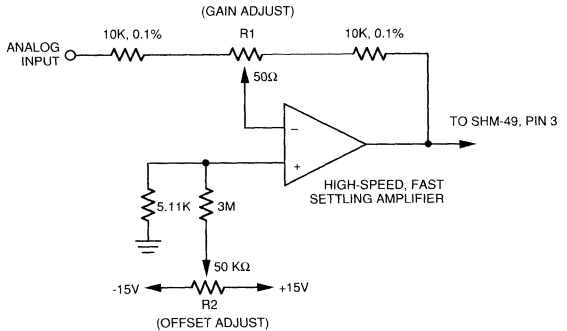 (GAIN ADJUST)
10K, 0.1%
R1
10K, 0.1%
ANALOG
INPUT
50Ω
TO SHM-49, PIN 3
−
+
HIGH-SPEED, FAST
SETTLING AMPLIFIER
5.11K
3M
50 KΩ
-15V
+15V
R2
(OFFSET ADJUST)